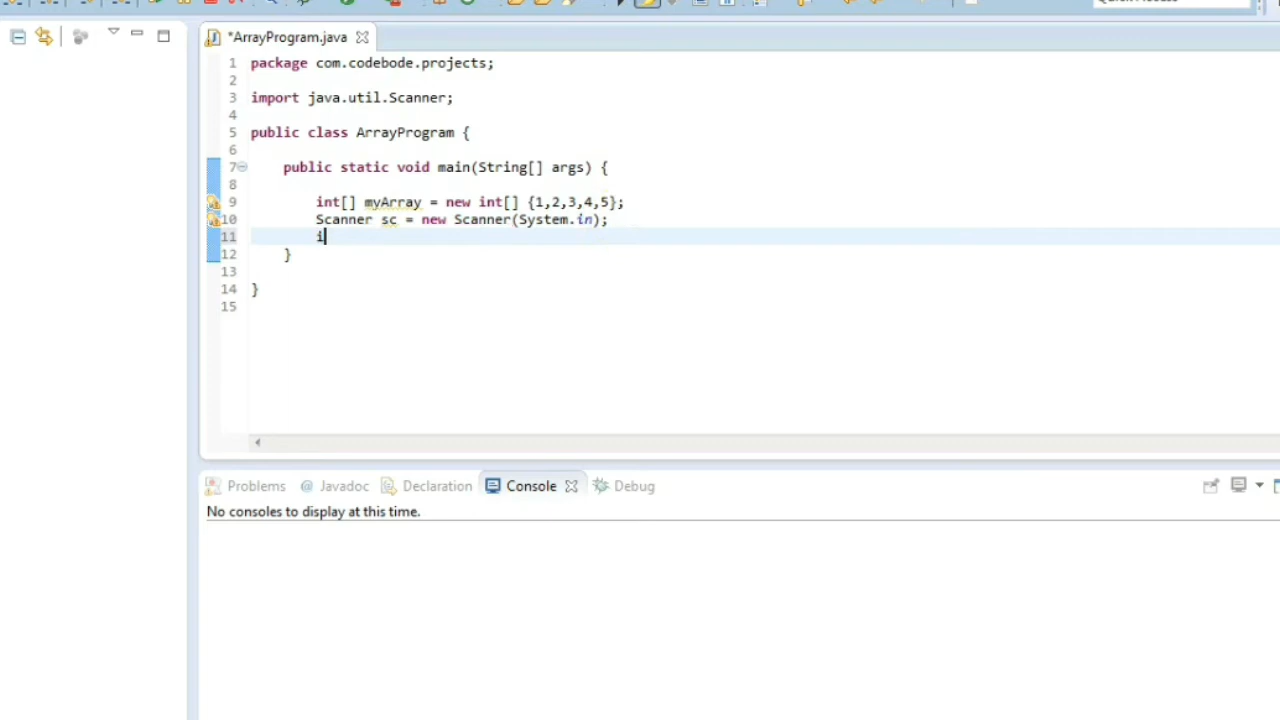 *ArrayProgram.java
1 package com.codebode.projects;
2
3 import java.util.Scanner;
4
5 public class ArrayProgram {
6
7 public static void main(String[] args) {
8
9 int[] myArray = new int[] {1,2,3,4,5};
10 Scanner sc = new Scanner(System.in);
11 i
12 }
13
14 }
15
Problems @ Javadoc Declaration Console Debug
No consoles to display at this time.